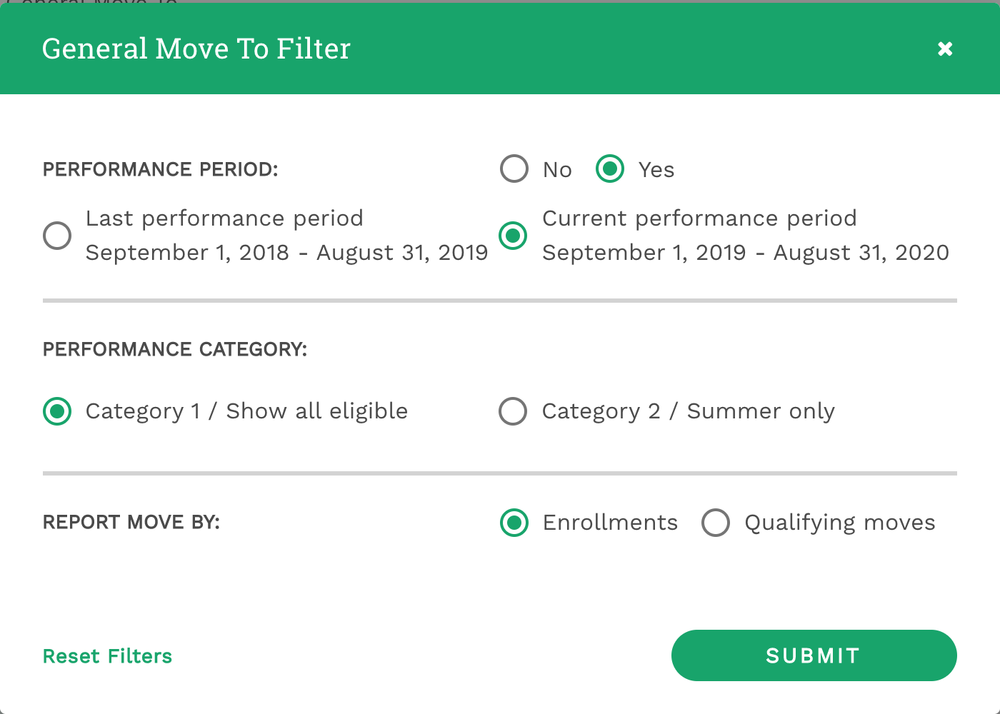 General Move To Filter
PERFORMANCE PERIOD: No Yes
Last performance period
September 1, 2018 - August 31, 2019
Current performance period
September 1, 2019 - August 31, 2020
PERFORMANCE CATEGORY:
Category 1 / Show all eligible
Category 2 / Summer only
REPORT MOVE BY: Enrollments Qualifying moves
Reset Filters
SUBMIT